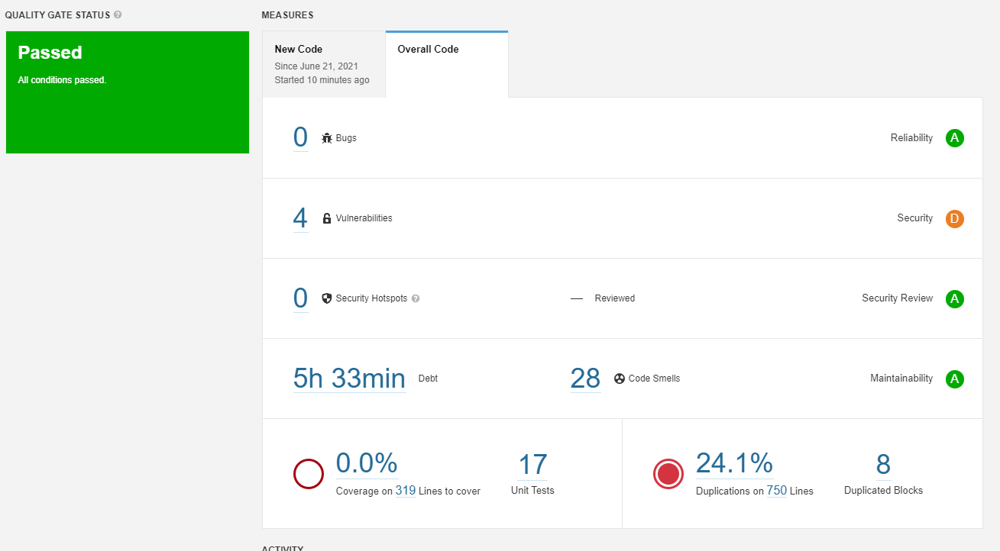 QUALITY GATE STATUS ?
Passed
All conditions passed.
MEASURES
New Code
Since June 21, 2021
Started 10 minutes ago
Overall Code
0 Bugs Reliability A
4 Vulnerabilities Security D
0 Security Hotspots ? — Reviewed Security Review A
5h 33min Debt 28 Code Smells Maintainability A
0.0%
Coverage on 319 Lines to cover
17
Unit Tests
24.1%
Duplications on 750 Lines
8
Duplicated Blocks
ACTIVITY